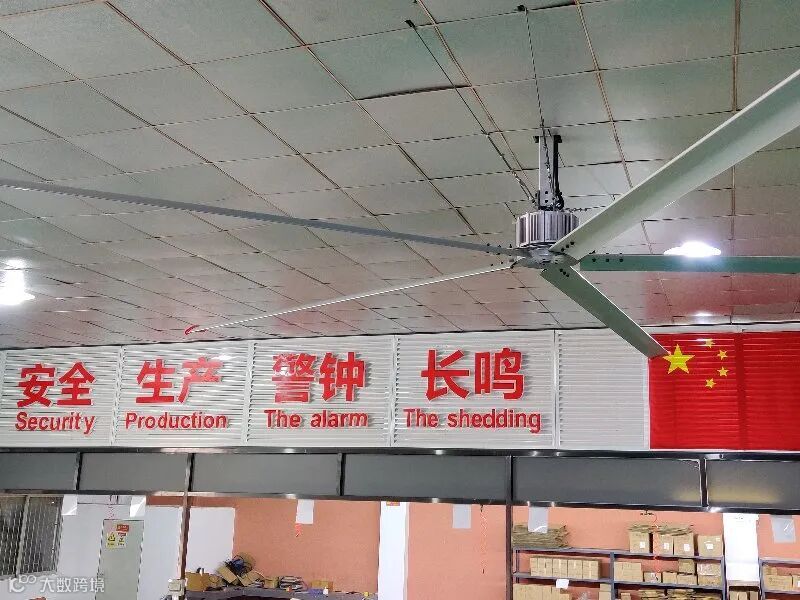 安全 生产 警钟 长鸣
Security Production The alarm The shedding
大数跨境